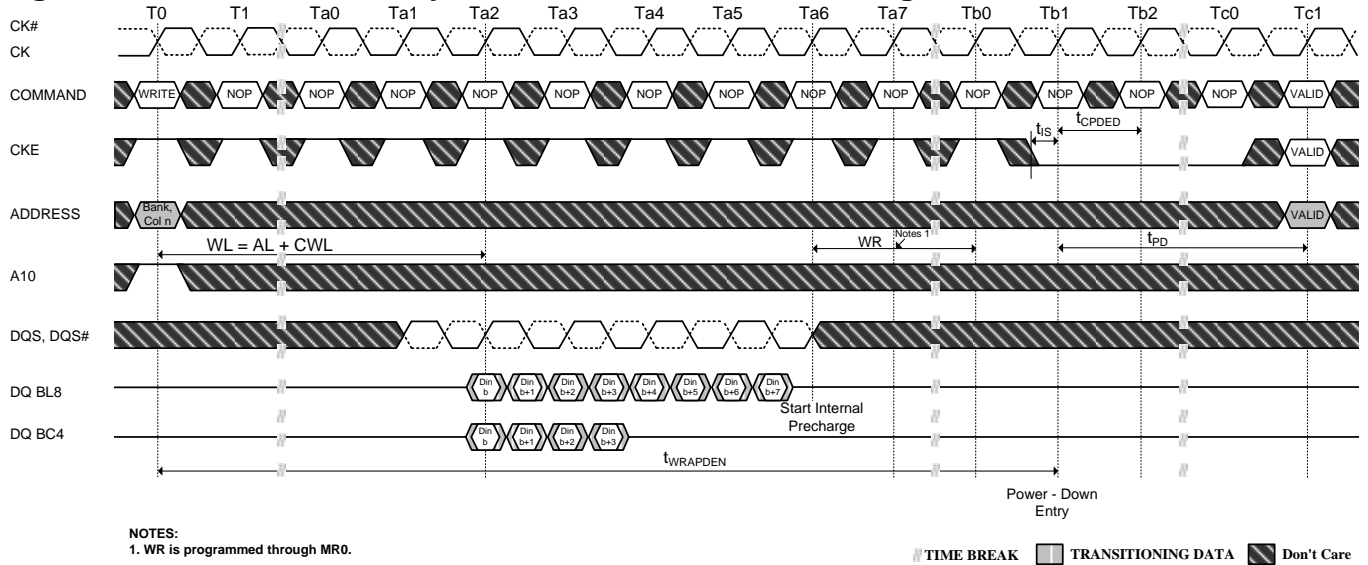 T0 T1 Ta0 Ta1 Ta2 Ta3 Ta4 Ta5 Ta6 Ta7 Tb0 Tb1 Tb2 Tc0 Tc1
CK#
CK
COMMAND WRITE NOP NOP NOP NOP NOP NOP NOP NOP NOP NOP NOP NOP NOP VALID
tIS tCPDED
CKE VALID
ADDRESS Bank, Col n VALID
WL = AL + CWL WR Notes 1 tPD
A10
DQS, DQS#
DQ BL8 Din b Din b+1 Din b+2 Din b+3 Din b+4 Din b+5 Din b+6 Din b+7
Start Internal
Precharge
DQ BC4 Din b Din b+1 Din b+2 Din b+3
tWRAPDEN
Power - Down
Entry
NOTES:
1. WR is programmed through MR0.
TIME BREAK TRANSITIONING DATA Don't Care